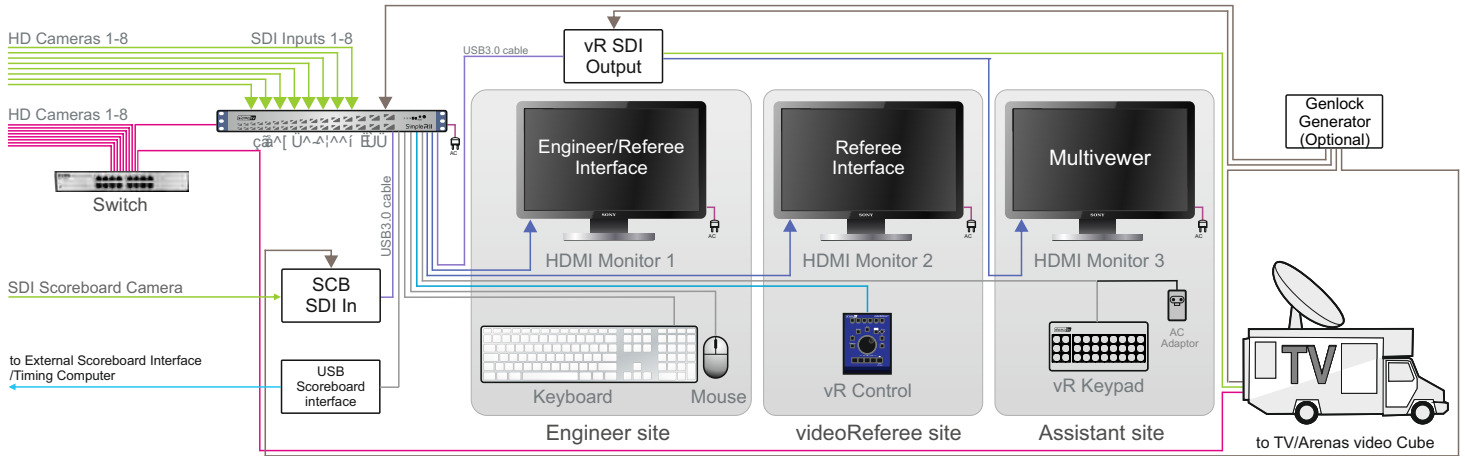 HD Cameras 1-8
SDI Inputs 1-8
USB3.0 cable
vR SDI
Output
HD Cameras 1-8
SimpleR II
AC
Switch
USB3.0 cable
Engineer/Referee
Interface
SONY
AC
HDMI Monitor 1
Referee
Interface
SONY
AC
HDMI Monitor 2
Multivewer
SONY
AC
HDMI Monitor 3
Genlock
Generator
(Optional)
SDI Scoreboard Camera
SCB
SDI In
to External Scoreboard Interface
/Timing Computer
USB
Scoreboard
interface
Keyboard
Mouse
vR Control
vR Keypad
AC
Adaptor
Engineer site
videoReferee site
Assistant site
TV
to TV/Arenas video Cube